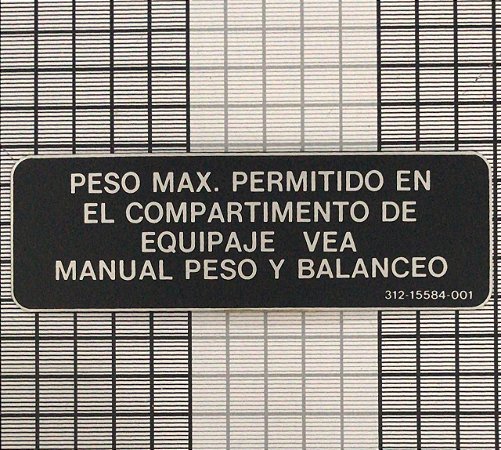 PESO MAX. PERMITIDO EN
EL COMPARTIMENTO DE
EQUIPAJE VEA
MANUAL PESO Y BALANCEO
312-15584-001